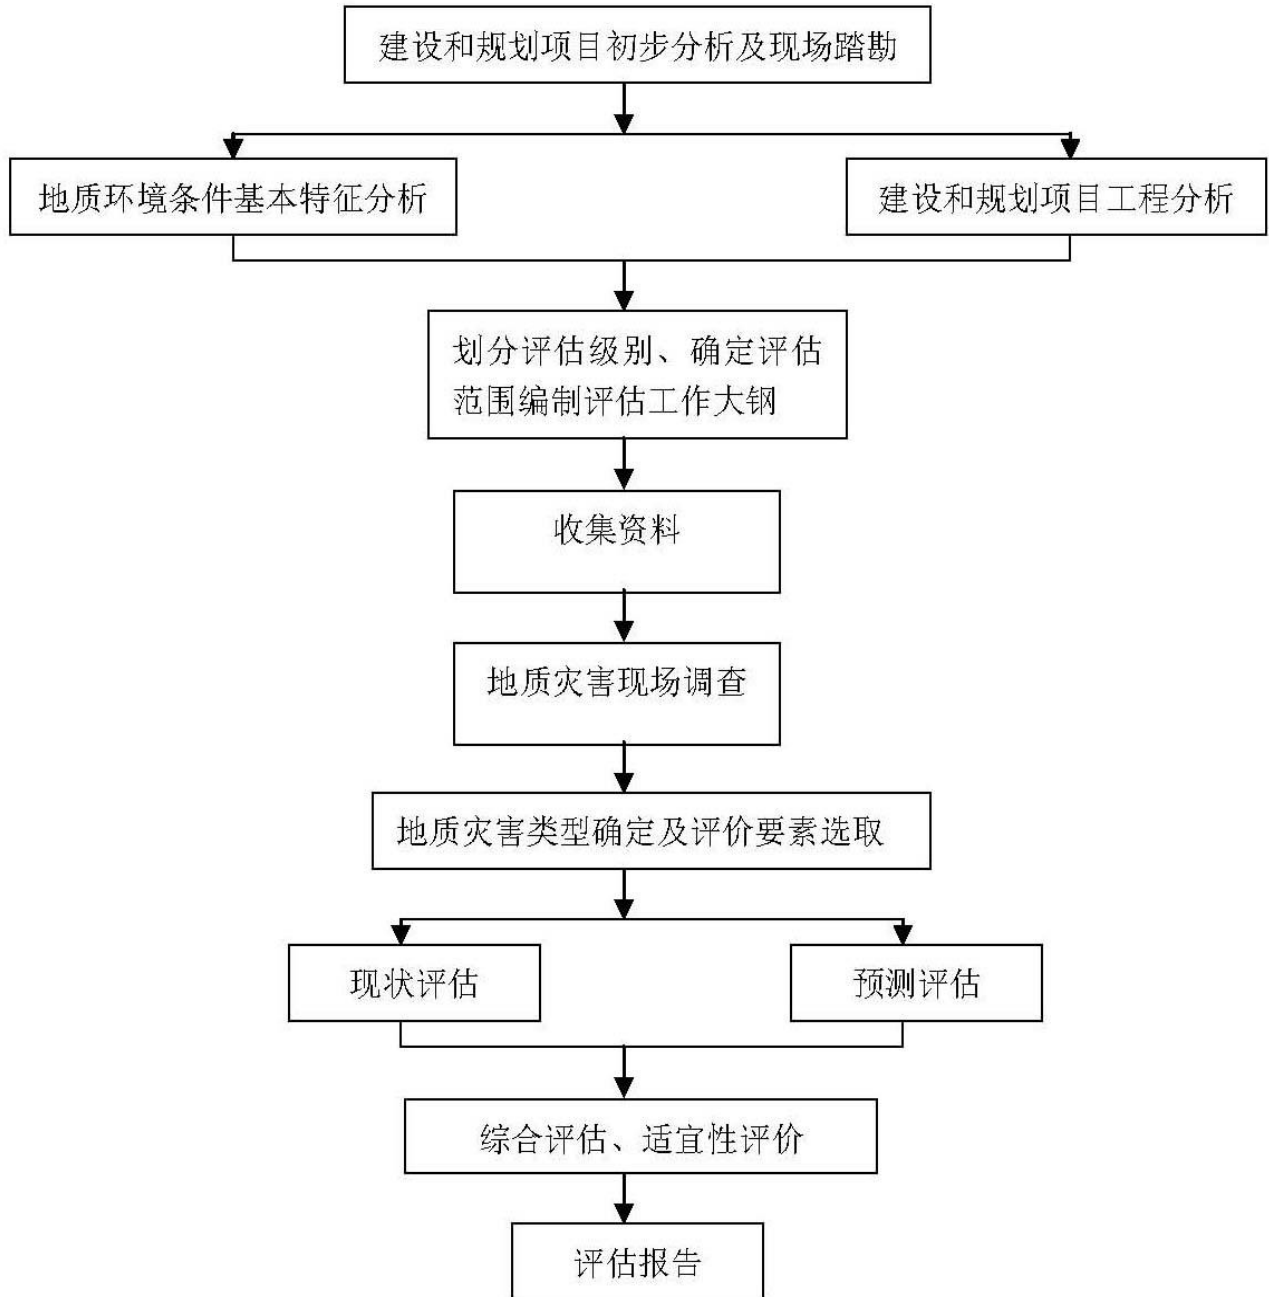 建设和规划项目初步分析及现场踏勘
地质环境条件基本特征分析
建设和规划项目工程分析
划分评估级别、确定评估
范围编制评估工作大钢
收集资料
地质灾害现场调查
地质灾害类型确定及评价要素选取
现状评估
预测评估
综合评估、适宜性评价
评估报告